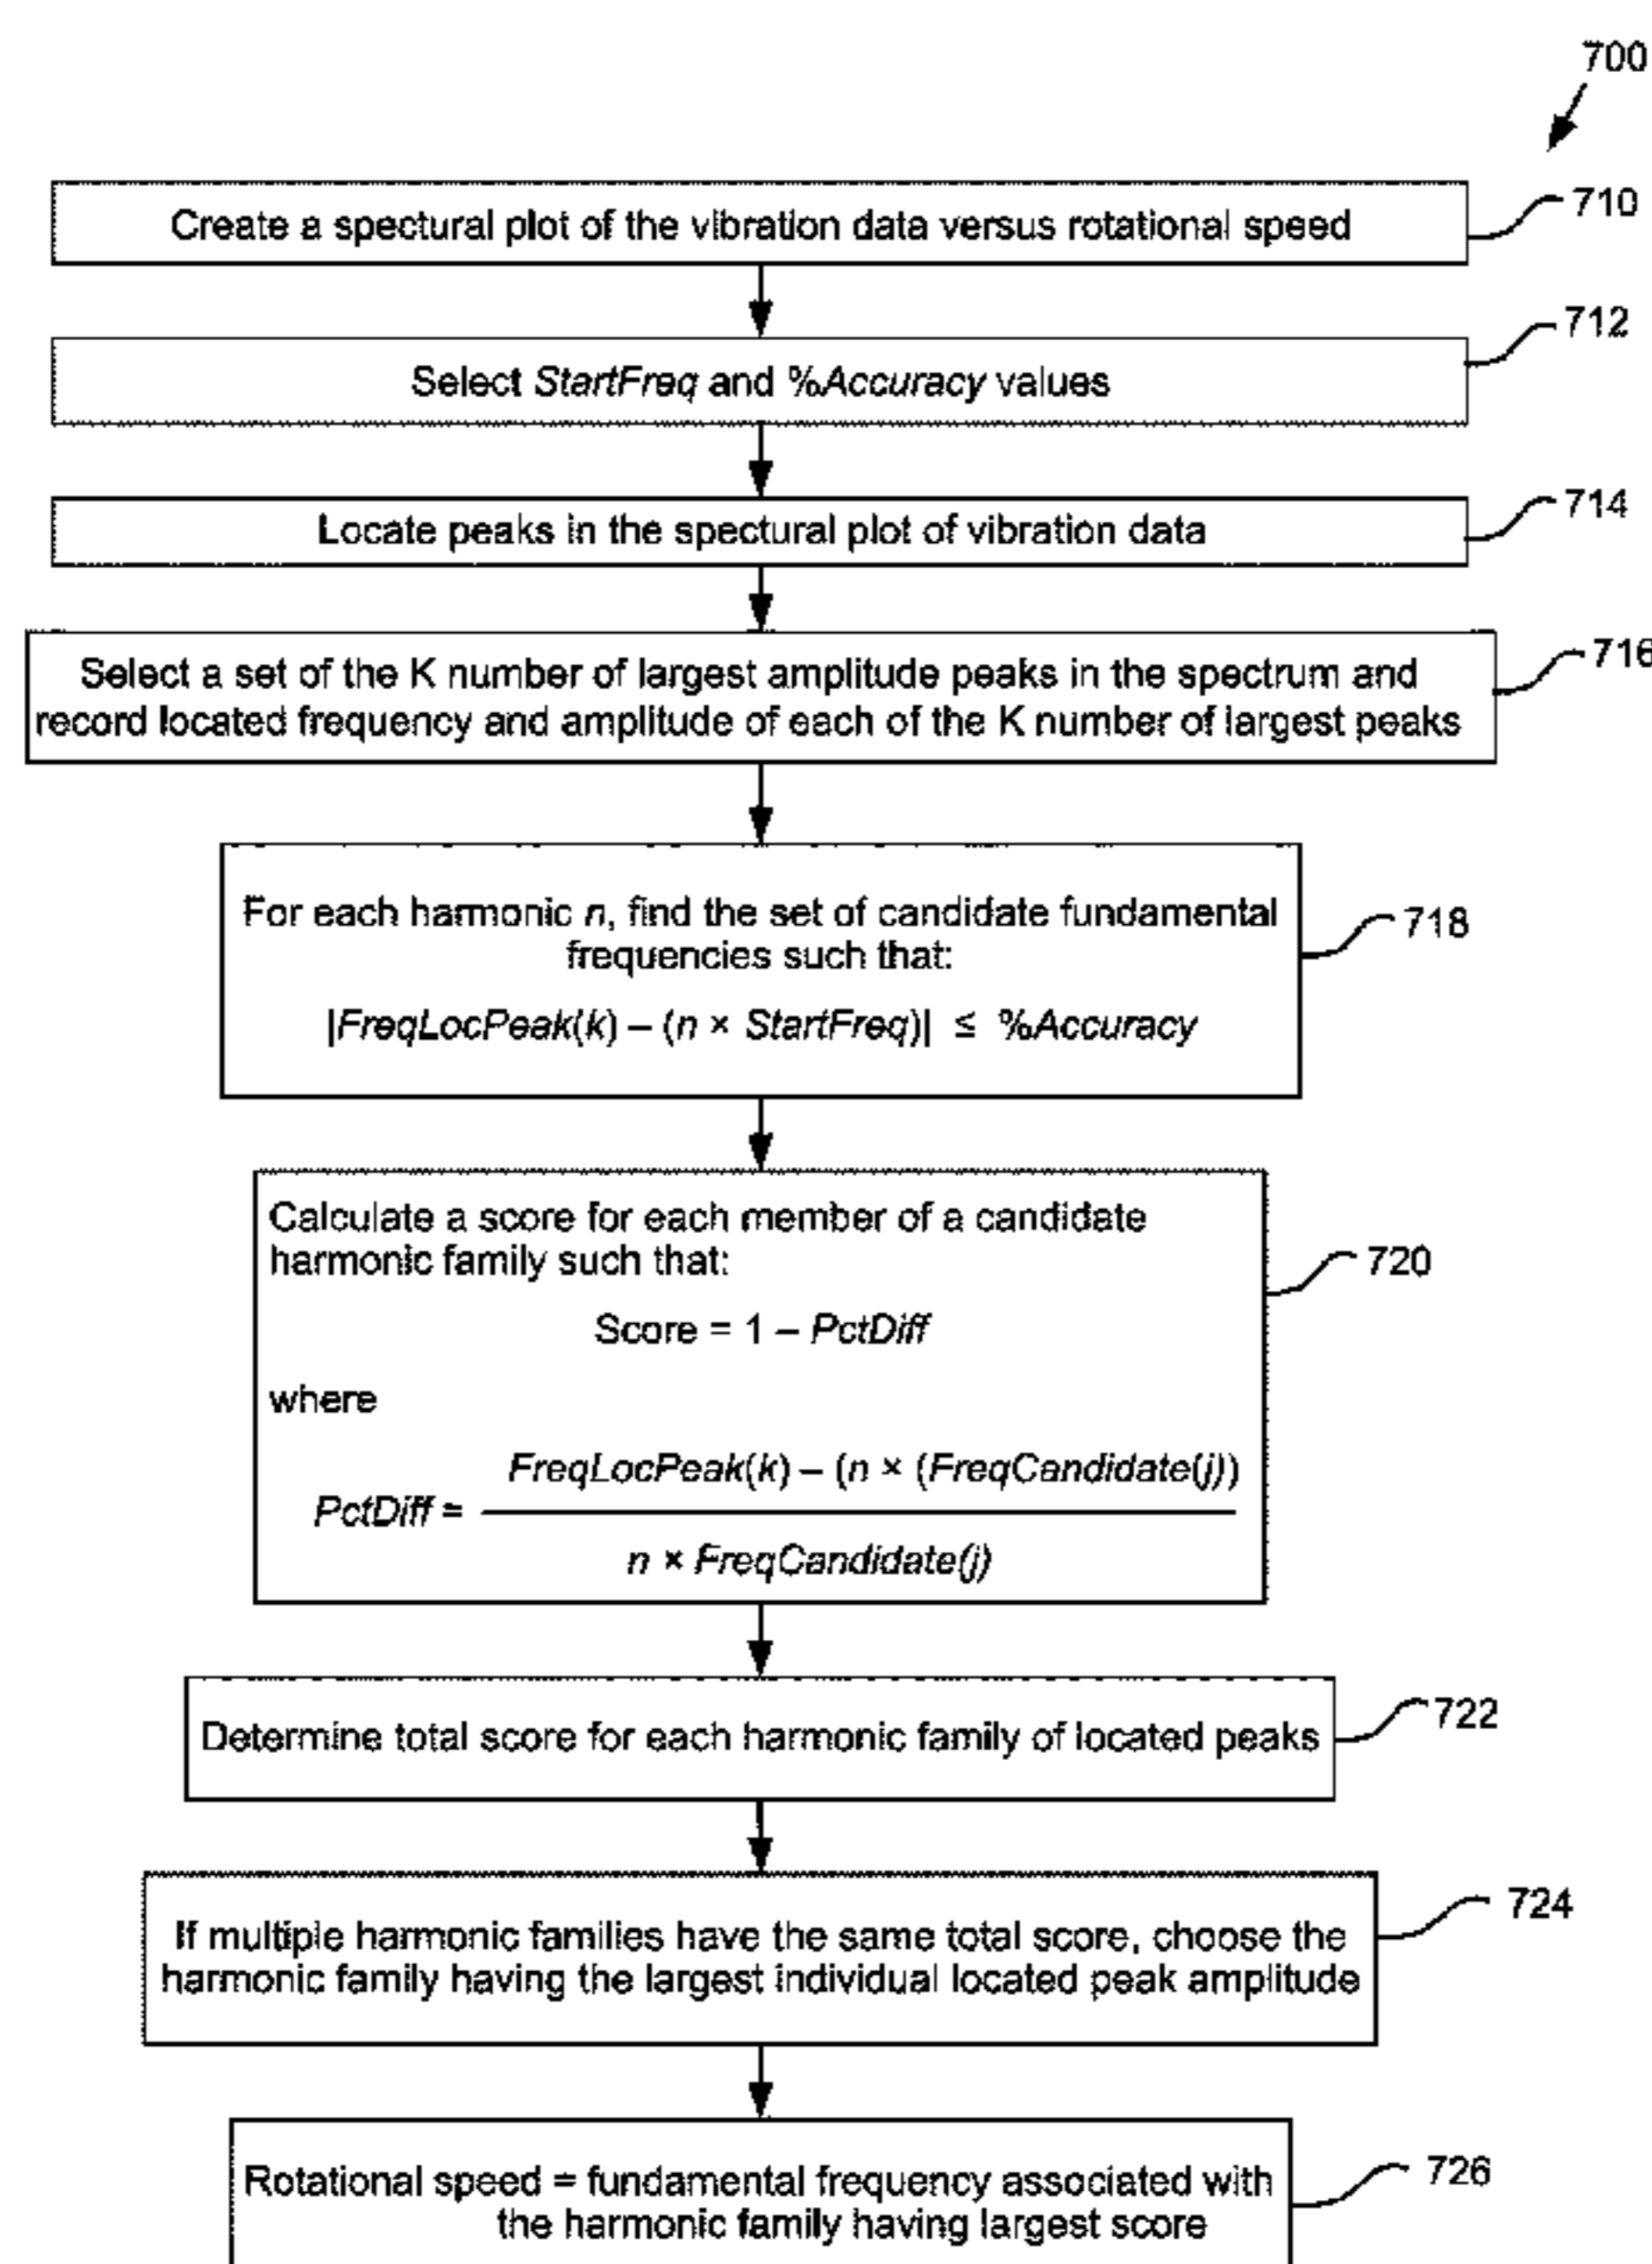 700
Create a spectural plot of the vibration data versus rotational speed
710
Select StartFreq and %Accuracy values
712
Locate peaks in the spectural plot of vibration data
714
Select a set of the K number of largest amplitude peaks in the spectrum and
record located frequency and amplitude of each of the K number of largest peaks
716
For each harmonic n, find the set of candidate fundamental
frequencies such that:
|FreqLocPeak(k) – (n × StartFreq)| ≤ %Accuracy
718
Calculate a score for each member of a candidate
harmonic family such that:
Score = 1 – PctDiff
where
FreqLocPeak(k) – (n × (FreqCandidate(j))
PctDiff =
n × FreqCandidate(j)
720
Determine total score for each harmonic family of located peaks
722
If multiple harmonic families have the same total score, choose the
harmonic family having the largest individual located peak amplitude
724
Rotational speed = fundamental frequency associated with
the harmonic family having largest score
726